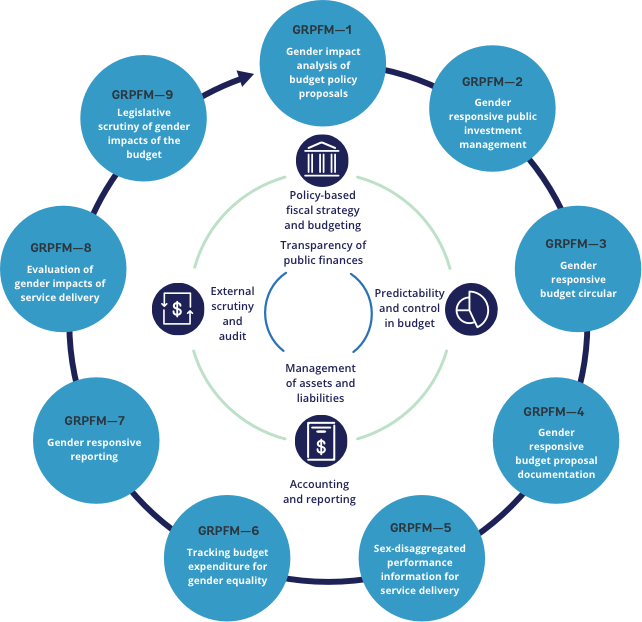 GRPFM—1
Gender impact
analysis of
budget policy
proposals
GRPFM—2
Gender
responsive public
investment
management
GRPFM—3
Gender
responsive
budget circular
GRPFM—4
Gender
responsive
budget proposal
documentation
GRPFM—5
Sex-disaggregated
performance
information for
service delivery
GRPFM—6
Tracking budget
expenditure for
gender equality
GRPFM—7
Gender responsive
reporting
GRPFM—8
Evaluation of
gender impacts of
service delivery
GRPFM—9
Legislative
scrutiny of gender
impacts of the
budget
Policy-based
fiscal strategy
and budgeting
Transparency of
public finances
Predictability
and control
in budget
Management
of assets and
liabilities
Accounting
and reporting
External
scrutiny
and
audit
$
$